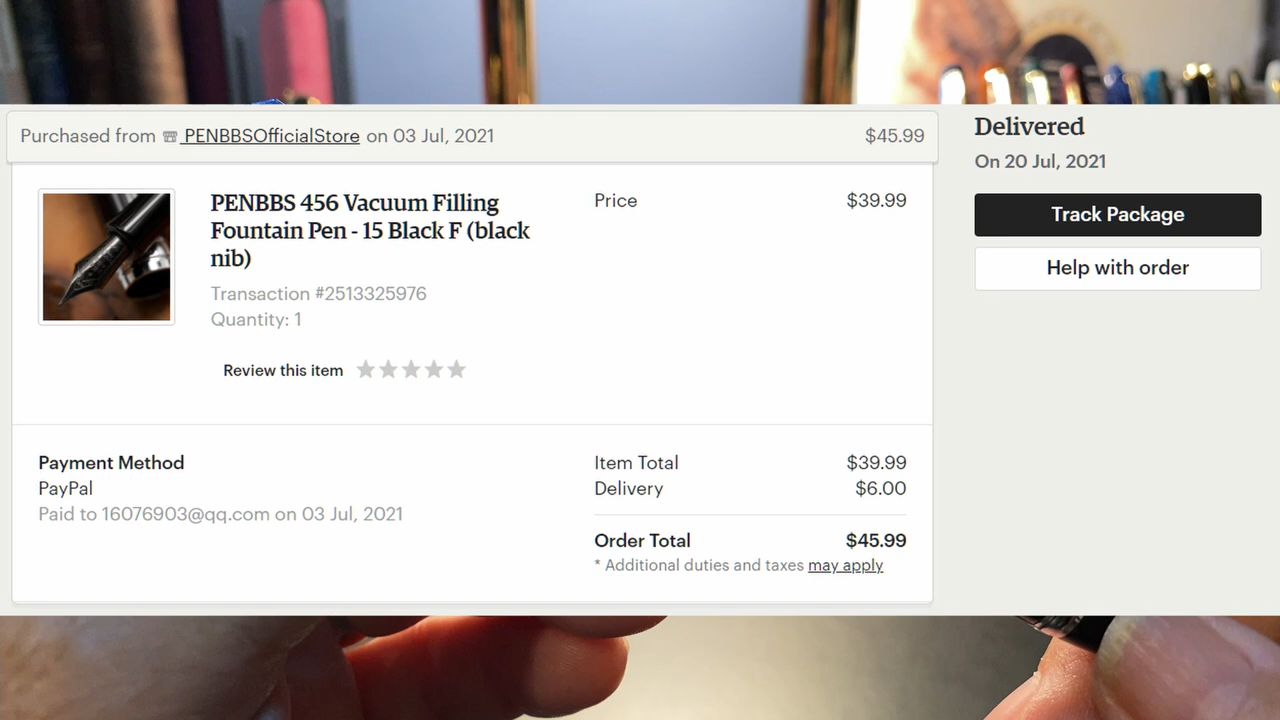 Purchased from PENBBSOfficialStore on 03 Jul, 2021
$45.99
PENBBS 456 Vacuum Filling
Fountain Pen - 15 Black F (black
nib)
Transaction #2513325976
Quantity: 1
Review this item
Price $39.99
Payment Method
PayPal
Paid to 16076903@qq.com on 03 Jul, 2021
Item Total $39.99
Delivery $6.00
Order Total $45.99
* Additional duties and taxes may apply
Delivered
On 20 Jul, 2021
Track Package
Help with order